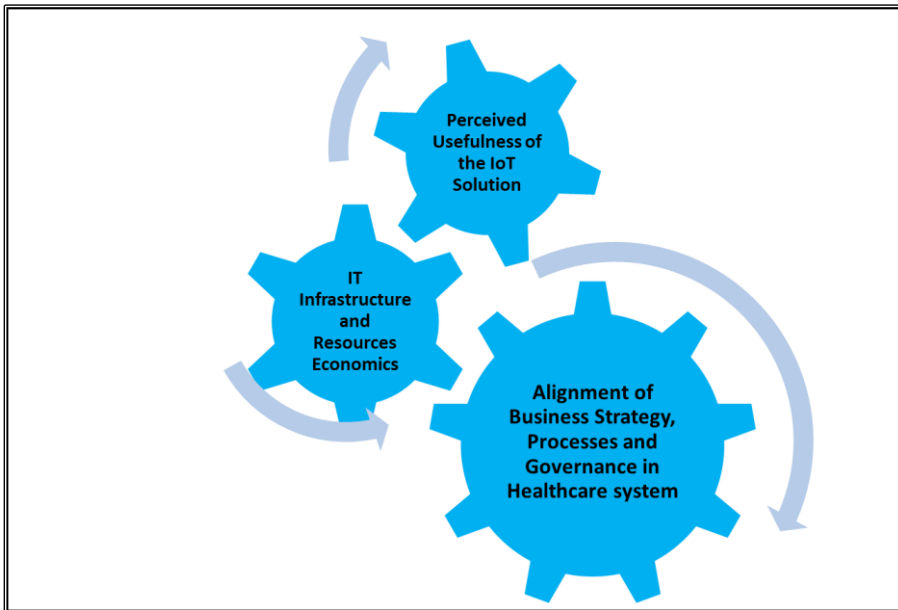 Perceived
Usefulness of
the IoT
Solution
IT
Infrastructure
and
Resources
Economics
Alignment of
Business Strategy,
Processes and
Governance in
Healthcare system